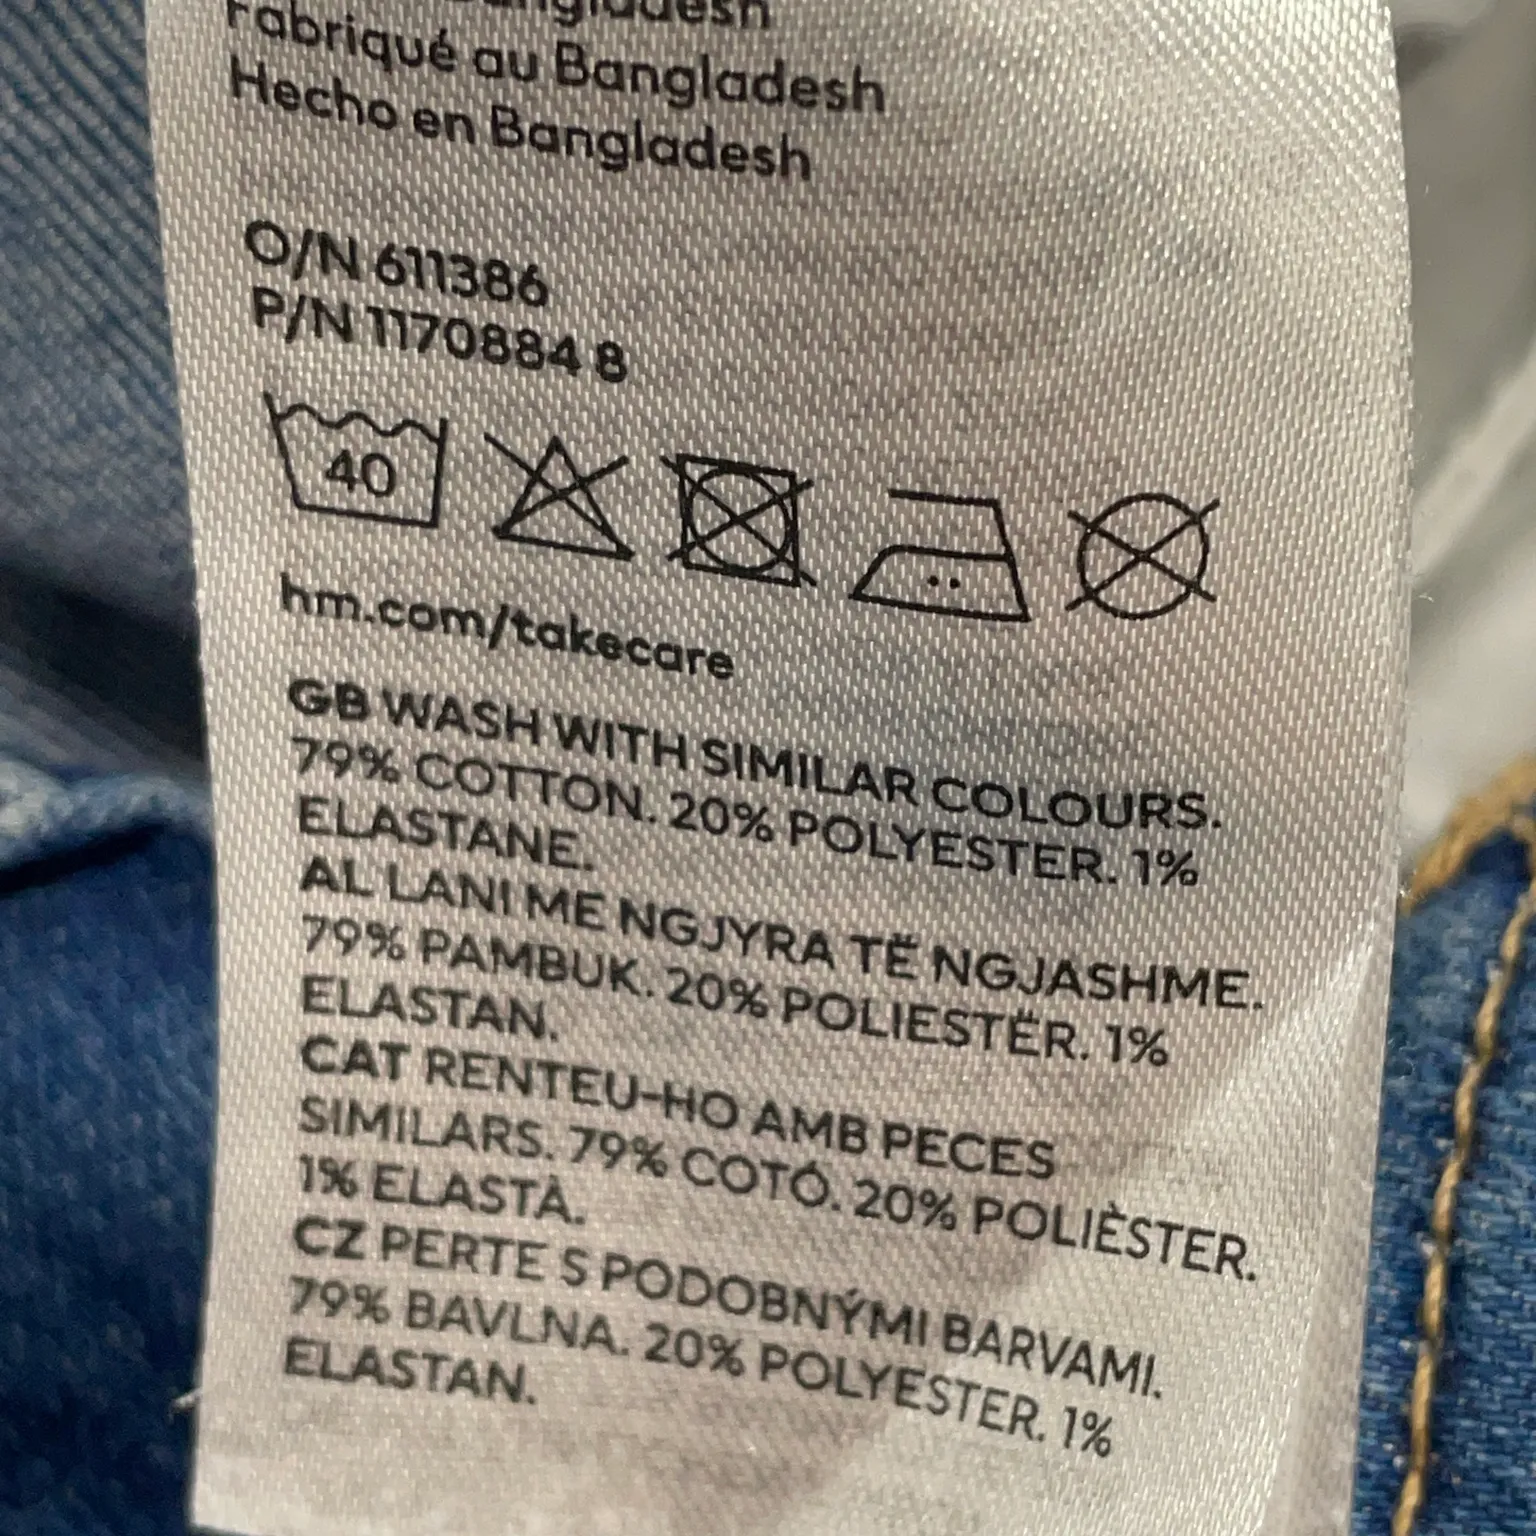 Bangladesh
Fabriqué au Bangladesh
Hecho en Bangladesh
O/N 611386
P/N 1170884 8
40
hm.com/takecare
GB WASH WITH SIMILAR COLOURS.
79% COTTON. 20% POLYESTER. 1%
ELASTANE.
AL LANI ME NGJYRA TË NGJASHME.
79% PAMBUK. 20% POLIESTËR. 1%
ELASTAN.
CAT RENTEU-HO AMB PECES
SIMILARS. 79% COTÓ. 20% POLIÈSTER.
1% ELASTÀ.
CZ PERTE S PODOBNÝMI BARVAMI.
79% BAVLNA. 20% POLYESTER. 1%
ELASTAN.